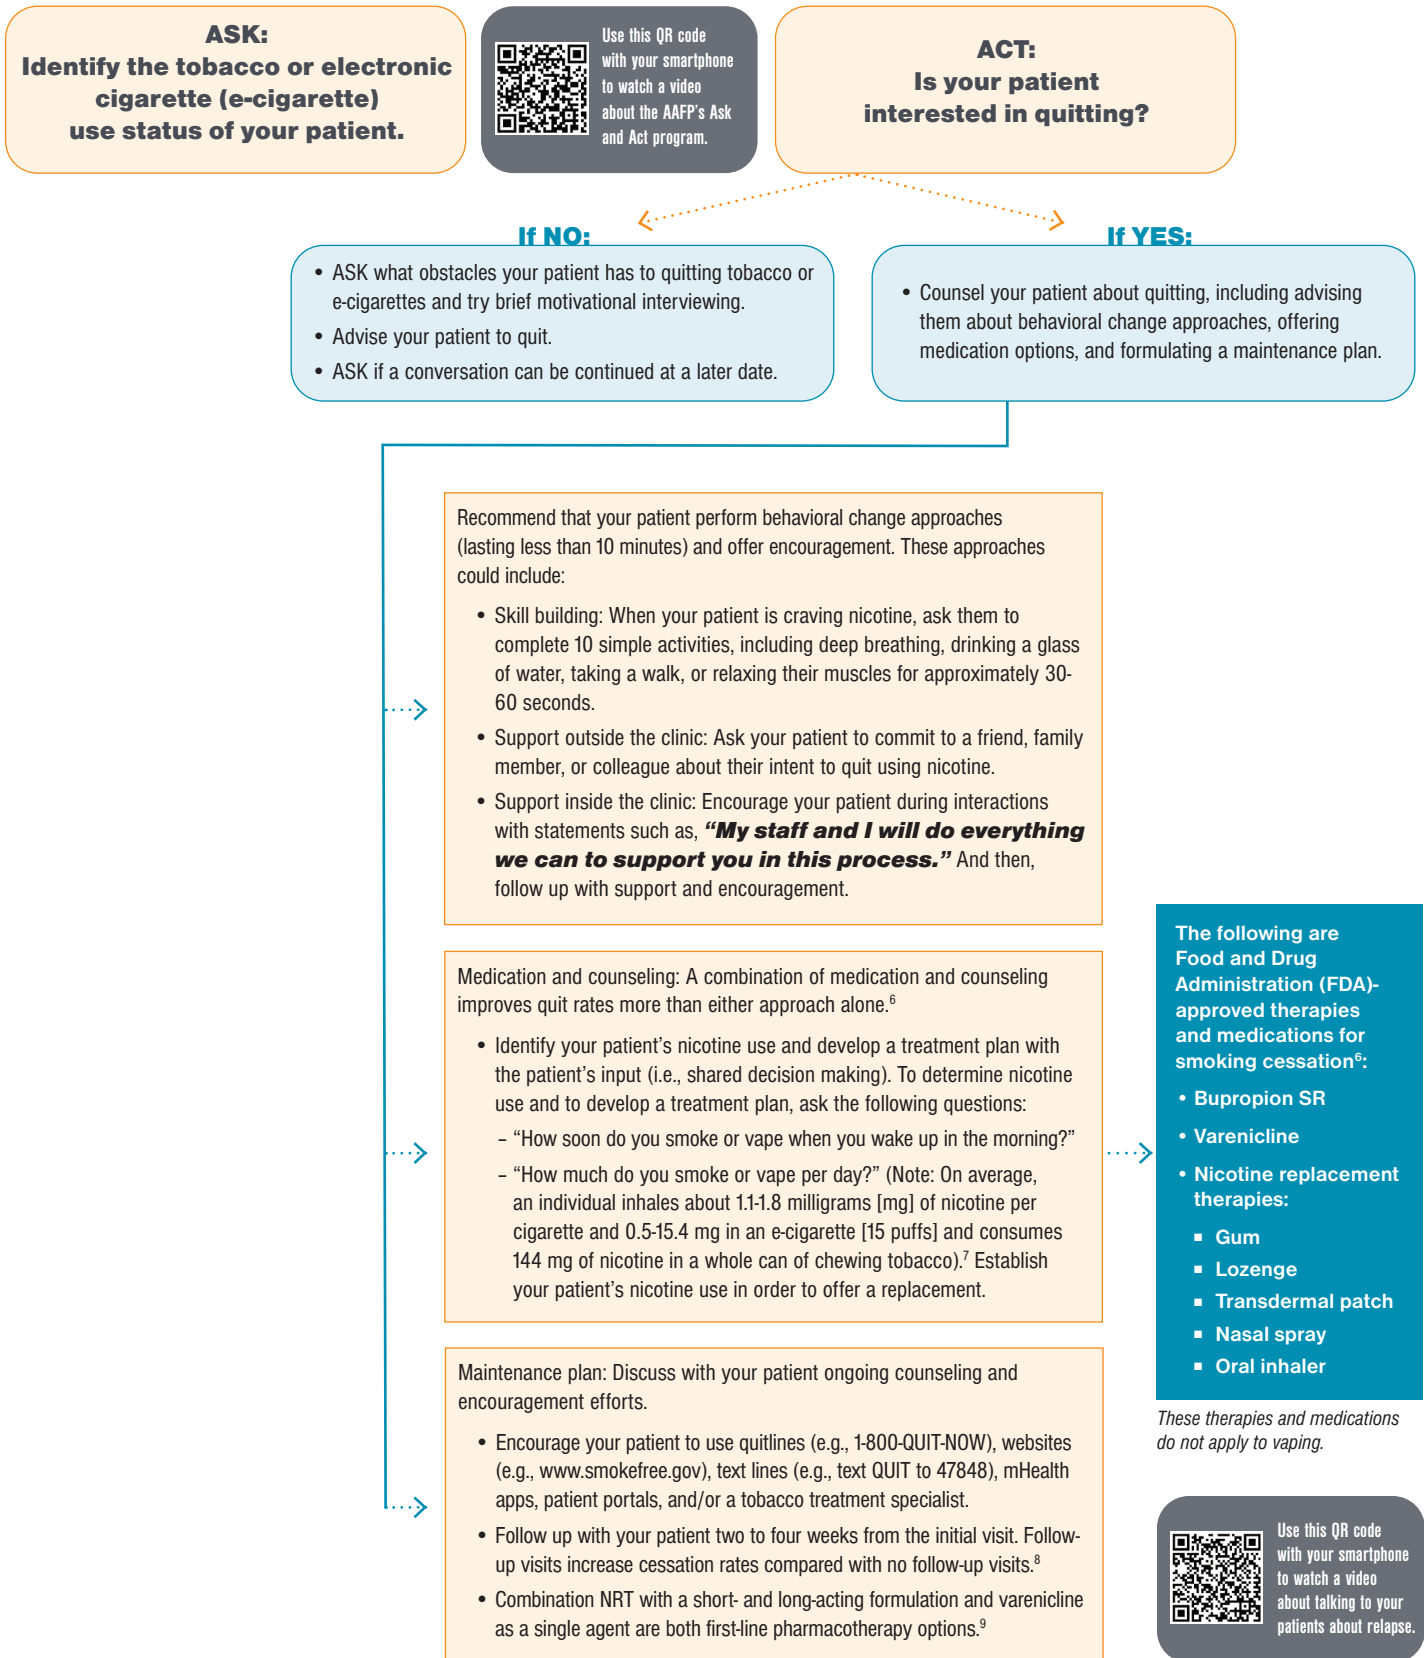 ASK:
Identify the tobacco or electronic
cigarette (e-cigarette)
use status of your patient.
Use this QR code
with your smartphone
to watch a video
about the AAFP's Ask
and Act program.
ACT:
Is your patient
interested in quitting?
If NO:
• ASK what obstacles your patient has to quitting tobacco or
e-cigarettes and try brief motivational interviewing.
• Advise your patient to quit.
• ASK if a conversation can be continued at a later date.
If YES:
• Counsel your patient about quitting, including advising
them about behavioral change approaches, offering
medication options, and formulating a maintenance plan.
Recommend that your patient perform behavioral change approaches
(lasting less than 10 minutes) and offer encouragement. These approaches
could include:
• Skill building: When your patient is craving nicotine, ask them to
complete 10 simple activities, including deep breathing, drinking a glass
of water, taking a walk, or relaxing their muscles for approximately 30-
60 seconds.
• Support outside the clinic: Ask your patient to commit to a friend, family
member, or colleague about their intent to quit using nicotine.
• Support inside the clinic: Encourage your patient during interactions
with statements such as, “My staff and I will do everything
we can to support you in this process.” And then,
follow up with support and encouragement.
Medication and counseling: A combination of medication and counseling
improves quit rates more than either approach alone.⁶
• Identify your patient’s nicotine use and develop a treatment plan with
the patient’s input (i.e., shared decision making). To determine nicotine
use and to develop a treatment plan, ask the following questions:
– “How soon do you smoke or vape when you wake up in the morning?”
– “How much do you smoke or vape per day?” (Note: On average,
an individual inhales about 1.1-1.8 milligrams [mg] of nicotine per
cigarette and 0.5-15.4 mg in an e-cigarette [15 puffs] and consumes
144 mg of nicotine in a whole can of chewing tobacco).⁷ Establish
your patient’s nicotine use in order to offer a replacement.
The following are
Food and Drug
Administration (FDA)-
approved therapies
and medications for
smoking cessation⁶:
• Bupropion SR
• Varenicline
• Nicotine replacement
therapies:
▪ Gum
▪ Lozenge
▪ Transdermal patch
▪ Nasal spray
▪ Oral inhaler
These therapies and medications
do not apply to vaping.
Maintenance plan: Discuss with your patient ongoing counseling and
encouragement efforts.
• Encourage your patient to use quitlines (e.g., 1-800-QUIT-NOW), websites
(e.g., www.smokefree.gov), text lines (e.g., text QUIT to 47848), mHealth
apps, patient portals, and/or a tobacco treatment specialist.
• Follow up with your patient two to four weeks from the initial visit. Follow-
up visits increase cessation rates compared with no follow-up visits.⁸
• Combination NRT with a short- and long-acting formulation and varenicline
as a single agent are both first-line pharmacotherapy options.⁹
Use this QR code
with your smartphone
to watch a video
about talking to your
patients about relapse.